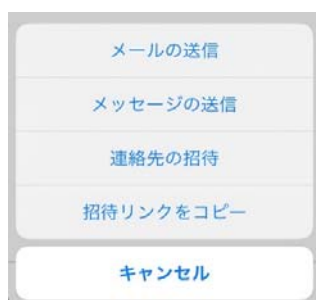 メールの送信
メッセージの送信
連絡先の招待
招待リンクをコピー
キャンセル